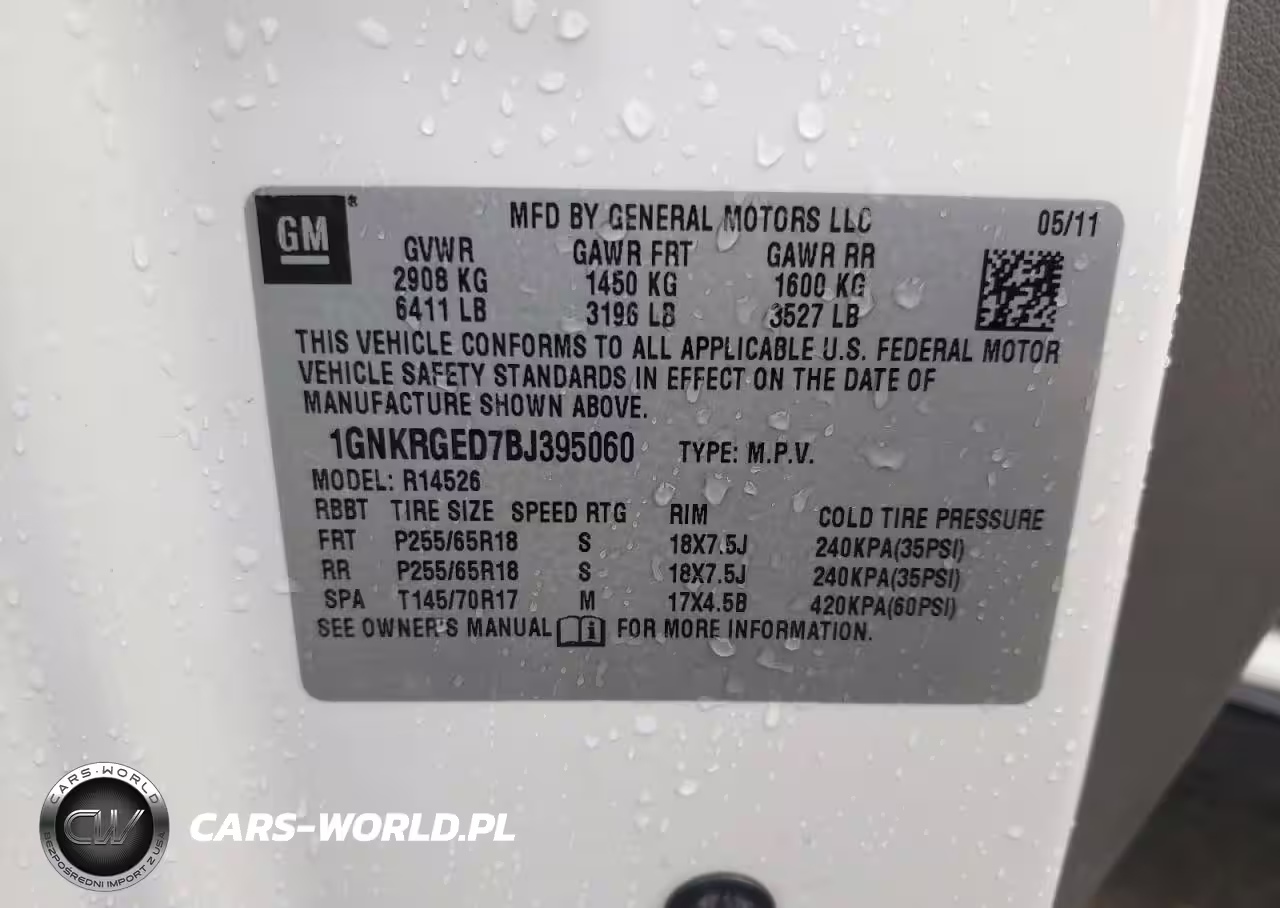 GM®
MFD BY GENERAL MOTORS LLC 05/11
GVWR GAWR FRT GAWR RR
2908 KG 1450 KG 1600 KG
6411 LB 3196 LB 3527 LB
THIS VEHICLE CONFORMS TO ALL APPLICABLE U.S. FEDERAL MOTOR
VEHICLE SAFETY STANDARDS IN EFFECT ON THE DATE OF
MANUFACTURE SHOWN ABOVE.
1GNKRGED7BJ395060 TYPE: M.P.V.
MODEL: R14526
RBBT TIRE SIZE SPEED RTG RIM COLD TIRE PRESSURE
FRT P255/65R18 S 18X7.5J 240KPA(35PSI)
RR P255/65R18 S 18X7.5J 240KPA(35PSI)
SPA T145/70R17 M 17X4.5B 420KPA(60PSI)
SEE OWNER'S MANUAL i FOR MORE INFORMATION.
CARS-WORLD
CW
BEZPOŚREDNI IMPORT Z USA
CARS-WORLD.PL